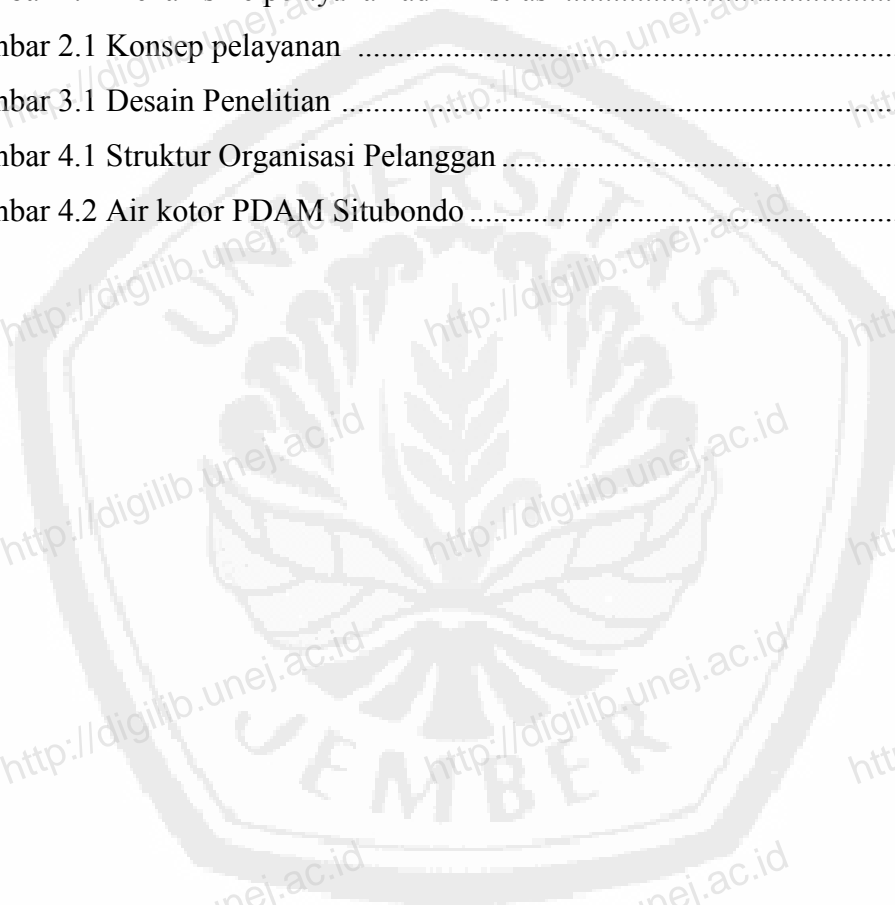 mbar 2.1 Konsep pelayanan ........................................................................
mbar 3.1 Desain Penelitian ........................................................................
mbar 4.1 Struktur Organisasi Pelanggan ..................................................
mbar 4.2 Air kotor PDAM Situbondo ......................................................
UNIVERSITAS
JEMBER
http://digilib.unej.ac.id
http://digilib.unej.ac.id
http://digilib.unej.ac.id
http://digilib.unej.ac.id
http://digilib.unej.ac.id
http://digilib.unej.ac.id
http://digilib.unej.ac.id
http://digilib.unej.ac.id